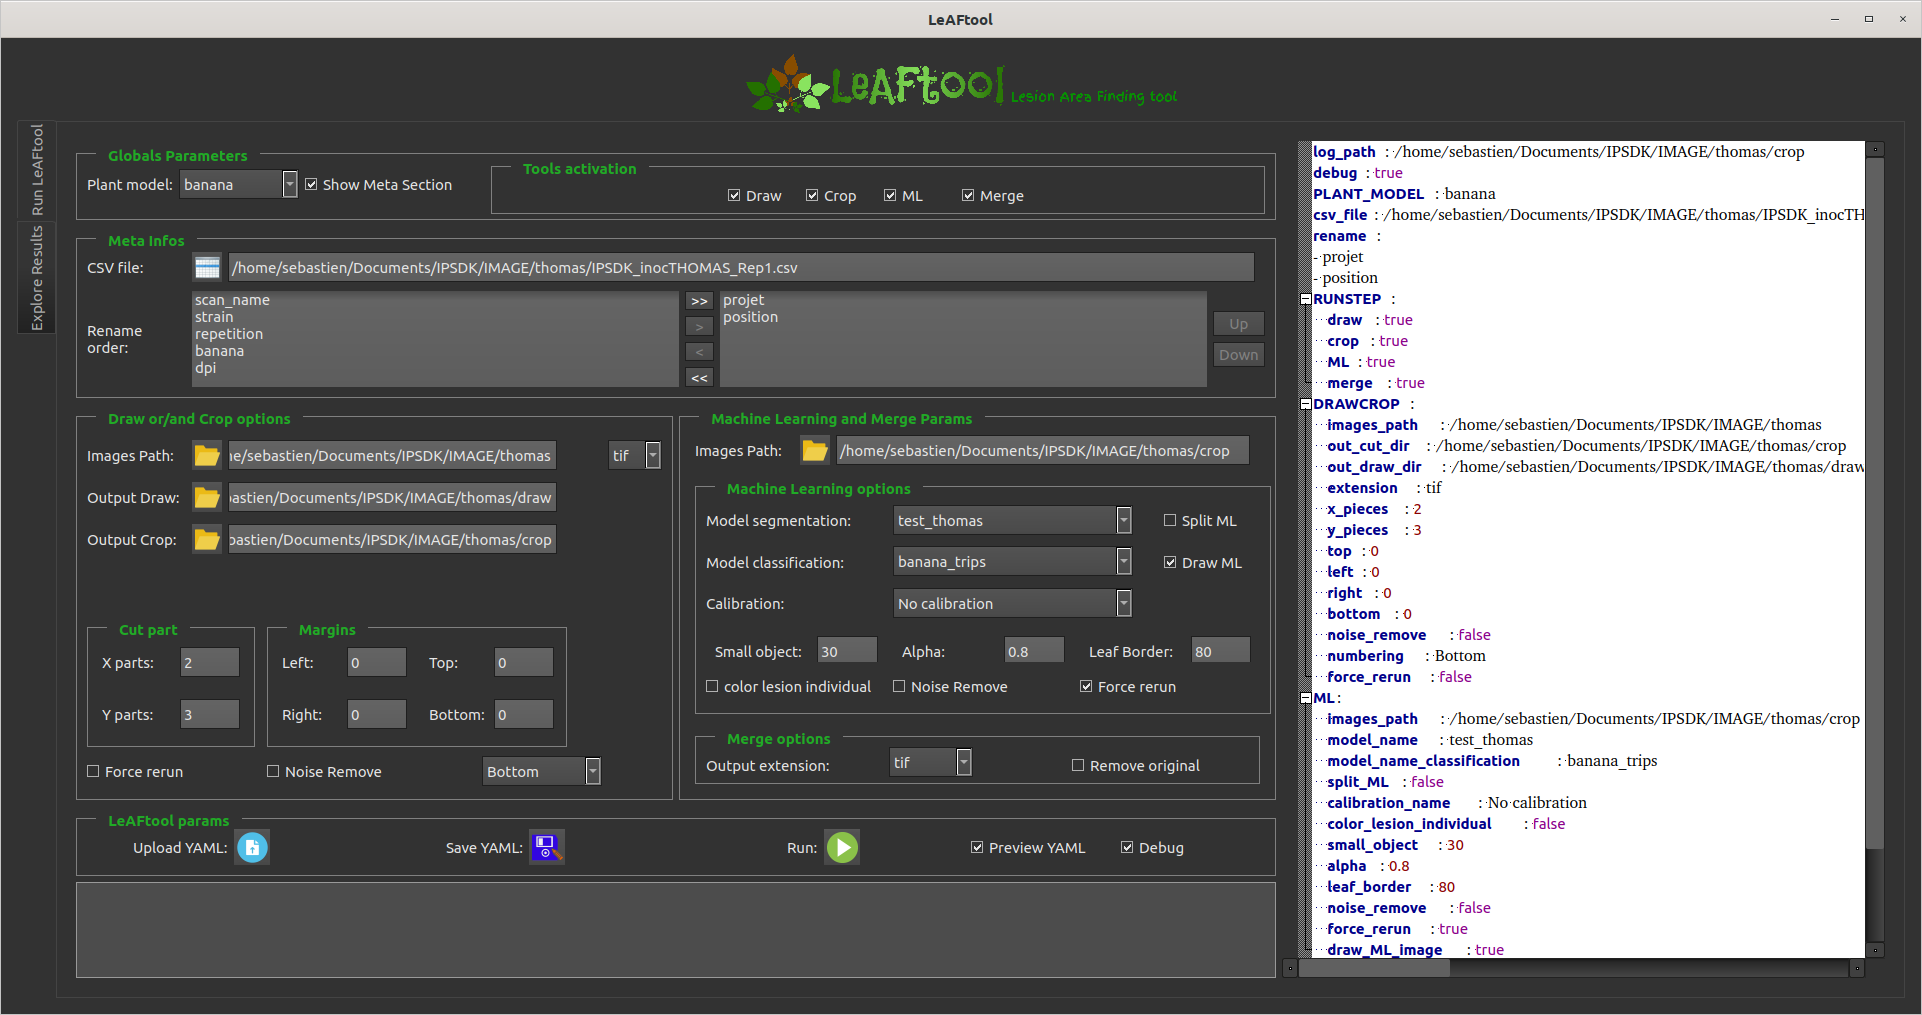 LeAFtool
LeAFtool Lesion Area Finding tool
Run LeAFtool
Explore Results
Globals Parameters
Plant model: banana Show Meta Section
Tools activation
Draw Crop ML Merge
Meta Infos
CSV file: /home/sebastien/Documents/IPSDK/IMAGE/thomas/IPSDK_inocTHOMAS_Rep1.csv
Rename order:
scan_name
strain
repetition
banana
dpi
>>
>
<
<<
projet
position
Up
Down
Draw or/and Crop options
Images Path: ne/sebastien/Documents/IPSDK/IMAGE/thomas tif
Output Draw: bastien/Documents/IPSDK/IMAGE/thomas/draw
Output Crop: bastien/Documents/IPSDK/IMAGE/thomas/crop
Cut part
X parts: 2
Y parts: 3
Margins
Left: 0 Top: 0
Right: 0 Bottom: 0
Force rerun Noise Remove Bottom
Machine Learning and Merge Params
Images Path: /home/sebastien/Documents/IPSDK/IMAGE/thomas/crop
Machine Learning options
Model segmentation: test_thomas Split ML
Model classification: banana_trips Draw ML
Calibration: No calibration
Small object: 30 Alpha: 0.8 Leaf Border: 80
color lesion individual Noise Remove Force rerun
Merge options
Output extension: tif Remove original
LeAFtool params
Upload YAML: Save YAML: Run: Preview YAML Debug
log_path : /home/sebastien/Documents/IPSDK/IMAGE/thomas/crop
debug : true
PLANT_MODEL : banana
csv_file : /home/sebastien/Documents/IPSDK/IMAGE/thomas/IPSDK_inocTH
rename :
- projet
- position
RUNSTEP :
draw : true
crop : true
ML : true
merge : true
DRAWCROP :
images_path : /home/sebastien/Documents/IPSDK/IMAGE/thomas
out_cut_dir : /home/sebastien/Documents/IPSDK/IMAGE/thomas/crop
out_draw_dir : /home/sebastien/Documents/IPSDK/IMAGE/thomas/draw
extension : tif
x_pieces : 2
y_pieces : 3
top : 0
left : 0
right : 0
bottom : 0
noise_remove : false
numbering : Bottom
force_rerun : false
ML :
images_path : /home/sebastien/Documents/IPSDK/IMAGE/thomas/crop
model_name : test_thomas
model_name_classification : banana_trips
split_ML : false
calibration_name : No calibration
color_lesion_individual : false
small_object : 30
alpha : 0.8
leaf_border : 80
noise_remove : false
force_rerun : true
draw_ML_image : true